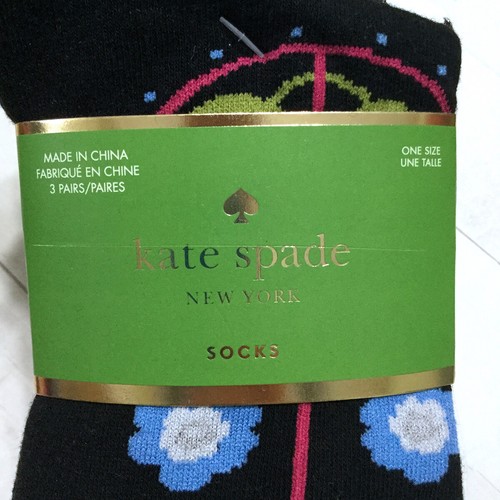 MADE IN CHINA
FABRIQUÉ EN CHINE
3 PAIRS/PAIRES
ONE SIZE
UNE TALLE
kate spade
NEW YORK
SOCKS